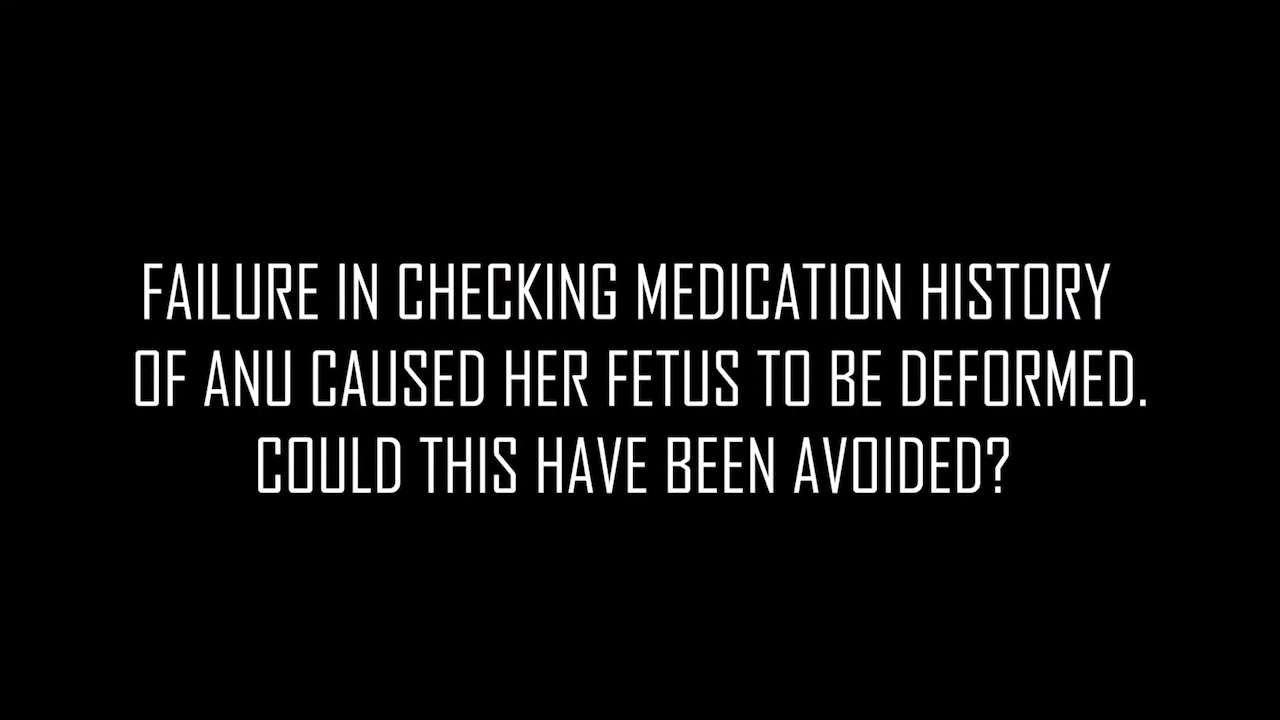 FAILURE IN CHECKING MEDICATION HISTORY
OF ANU CAUSED HER FETUS TO BE DEFORMED.
COULD THIS HAVE BEEN AVOIDED?